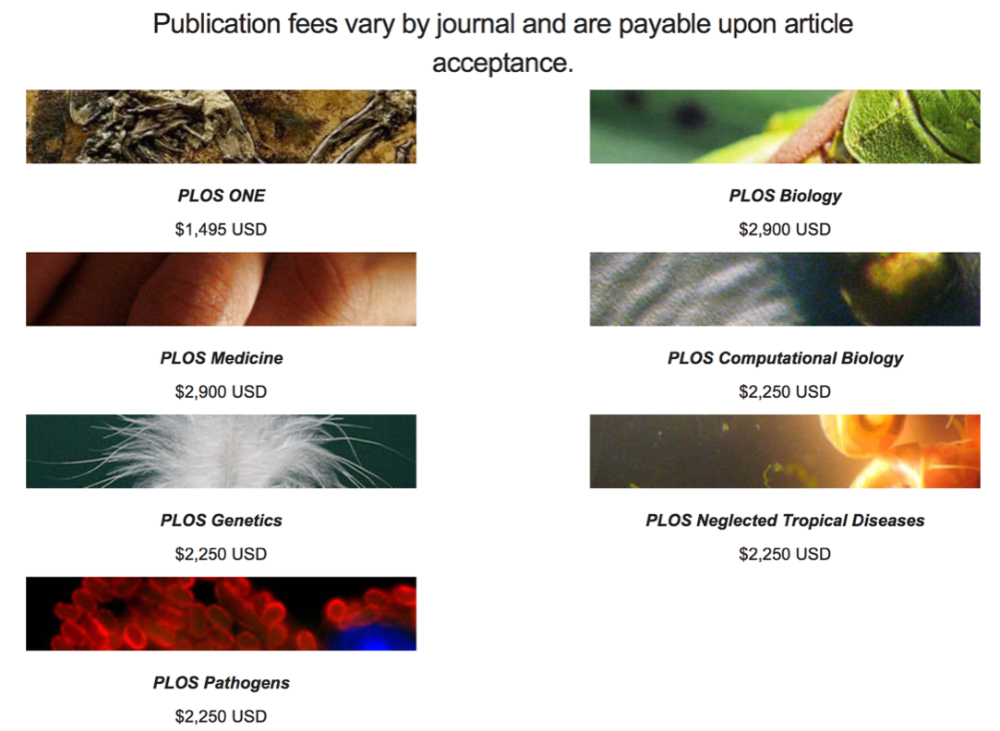 Publication fees vary by journal and are payable upon article
acceptance.
PLOS ONE
$1,495 USD
PLOS Biology
$2,900 USD
PLOS Medicine
$2,900 USD
PLOS Computational Biology
$2,250 USD
PLOS Genetics
$2,250 USD
PLOS Neglected Tropical Diseases
$2,250 USD
PLOS Pathogens
$2,250 USD